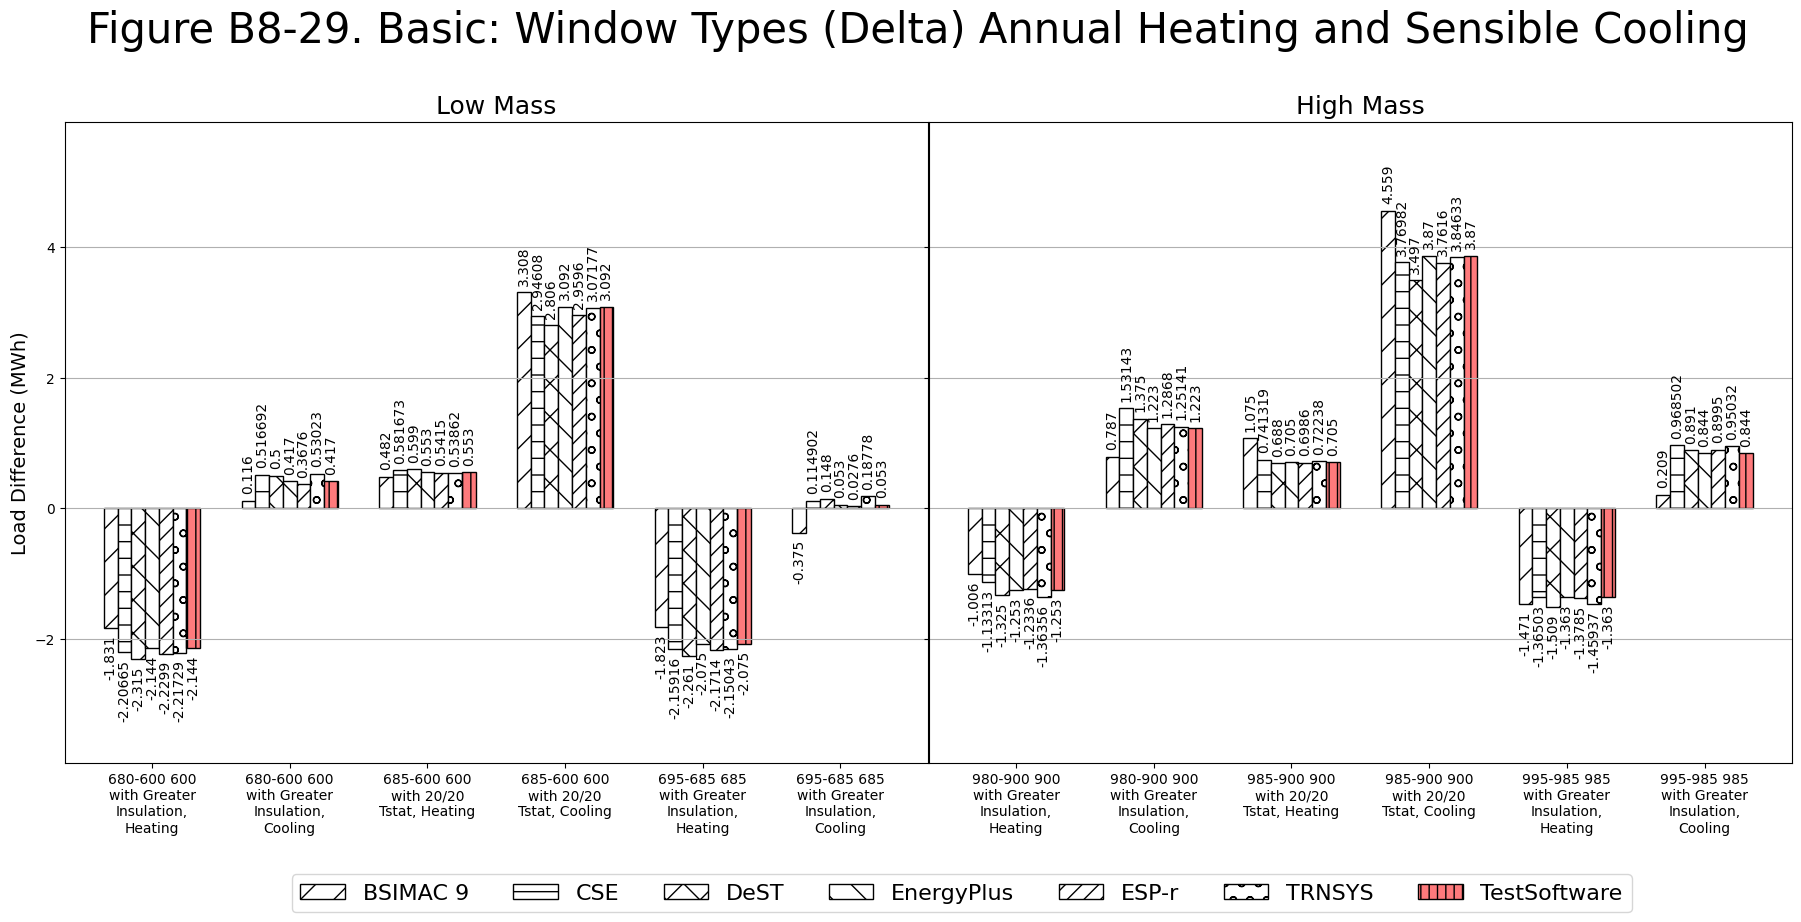 Figure B8-29. Basic: Window Types (Delta) Annual Heating and Sensible Cooling
Low Mass
High Mass
Load Difference (MWh)
4
2
0
−2
-1.831
-2.20665
-2.315
-2.144
-2.2299
-2.21729
-2.144
0.116
0.516692
0.5
0.417
0.3676
0.53023
0.417
0.482
0.581673
0.599
0.553
0.5415
0.53862
0.553
3.308
2.94608
2.806
3.092
2.9596
3.07177
3.092
-1.823
-2.15916
-2.261
-2.075
-2.1714
-2.15043
-2.075
-0.375
0.114902
0.148
0.053
0.0276
0.18778
0.053
-1.006
-1.13313
-1.325
-1.253
-1.2336
-1.36356
-1.253
0.787
1.53143
1.375
1.223
1.2868
1.25141
1.223
1.075
0.741319
0.688
0.705
0.6986
0.72238
0.705
4.559
3.76982
3.497
3.87
3.7616
3.84633
3.87
-1.471
-1.36503
-1.509
-1.363
-1.3785
-1.45937
-1.363
0.209
0.968502
0.891
0.844
0.8995
0.95032
0.844
680-600 600
with Greater
Insulation,
Heating
680-600 600
with Greater
Insulation,
Cooling
685-600 600
with 20/20
Tstat, Heating
685-600 600
with 20/20
Tstat, Cooling
695-685 685
with Greater
Insulation,
Heating
695-685 685
with Greater
Insulation,
Cooling
980-900 900
with Greater
Insulation,
Heating
980-900 900
with Greater
Insulation,
Cooling
985-900 900
with 20/20
Tstat, Heating
985-900 900
with 20/20
Tstat, Cooling
995-985 985
with Greater
Insulation,
Heating
995-985 985
with Greater
Insulation,
Cooling
BSIMAC 9
CSE
DeST
EnergyPlus
ESP-r
TRNSYS
TestSoftware